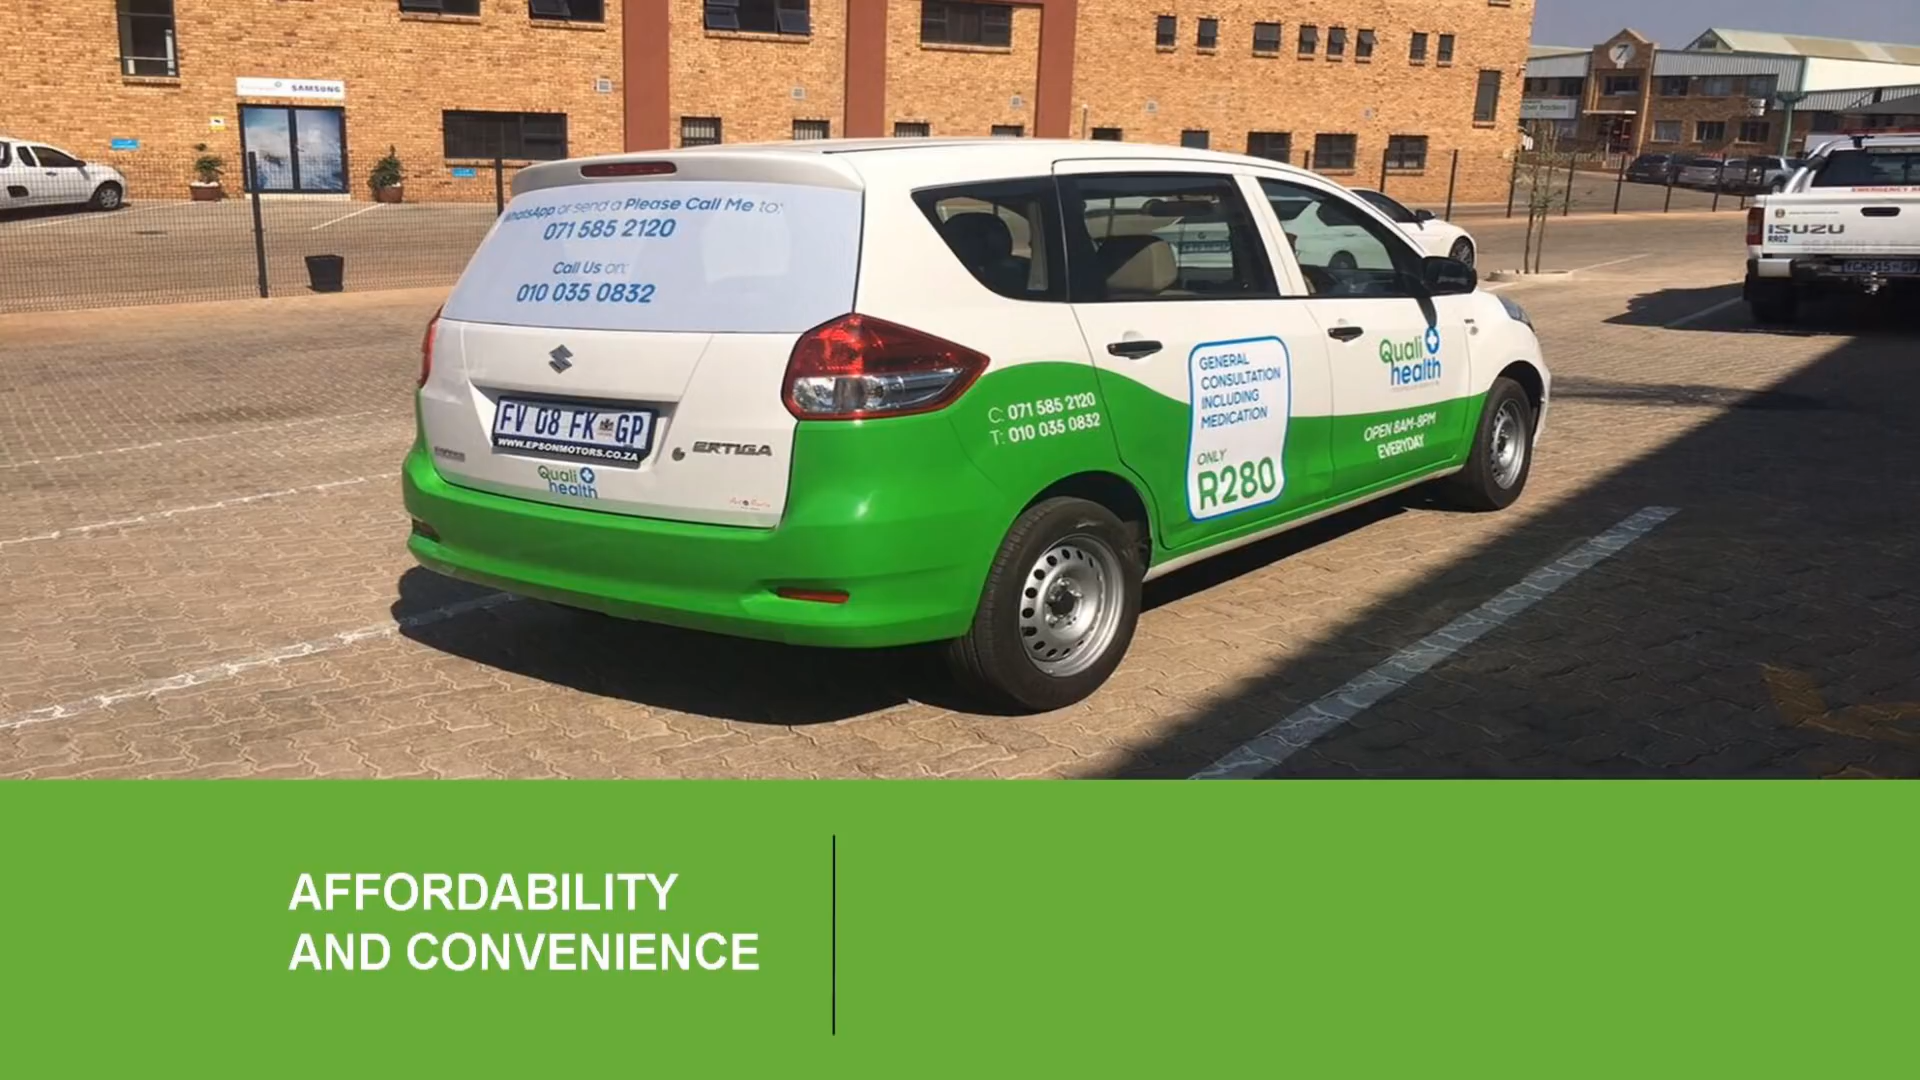 SAMSUNG
7
WhatsApp or send a Please Call Me to:
071 585 2120
Call Us on:
010 035 0832
FV 08 FK GP
WWW.EPSONMOTORS.CO.ZA
ERTIGA
Quali
health
C: 071 585 2120
T: 010 035 0832
GENERAL
CONSULTATION
INCLUDING
MEDICATION
ONLY
R280
Quali
health
OPEN 8AM-8PM
EVERYDAY
ISUZU
RR02
AFFORDABILITY
AND CONVENIENCE